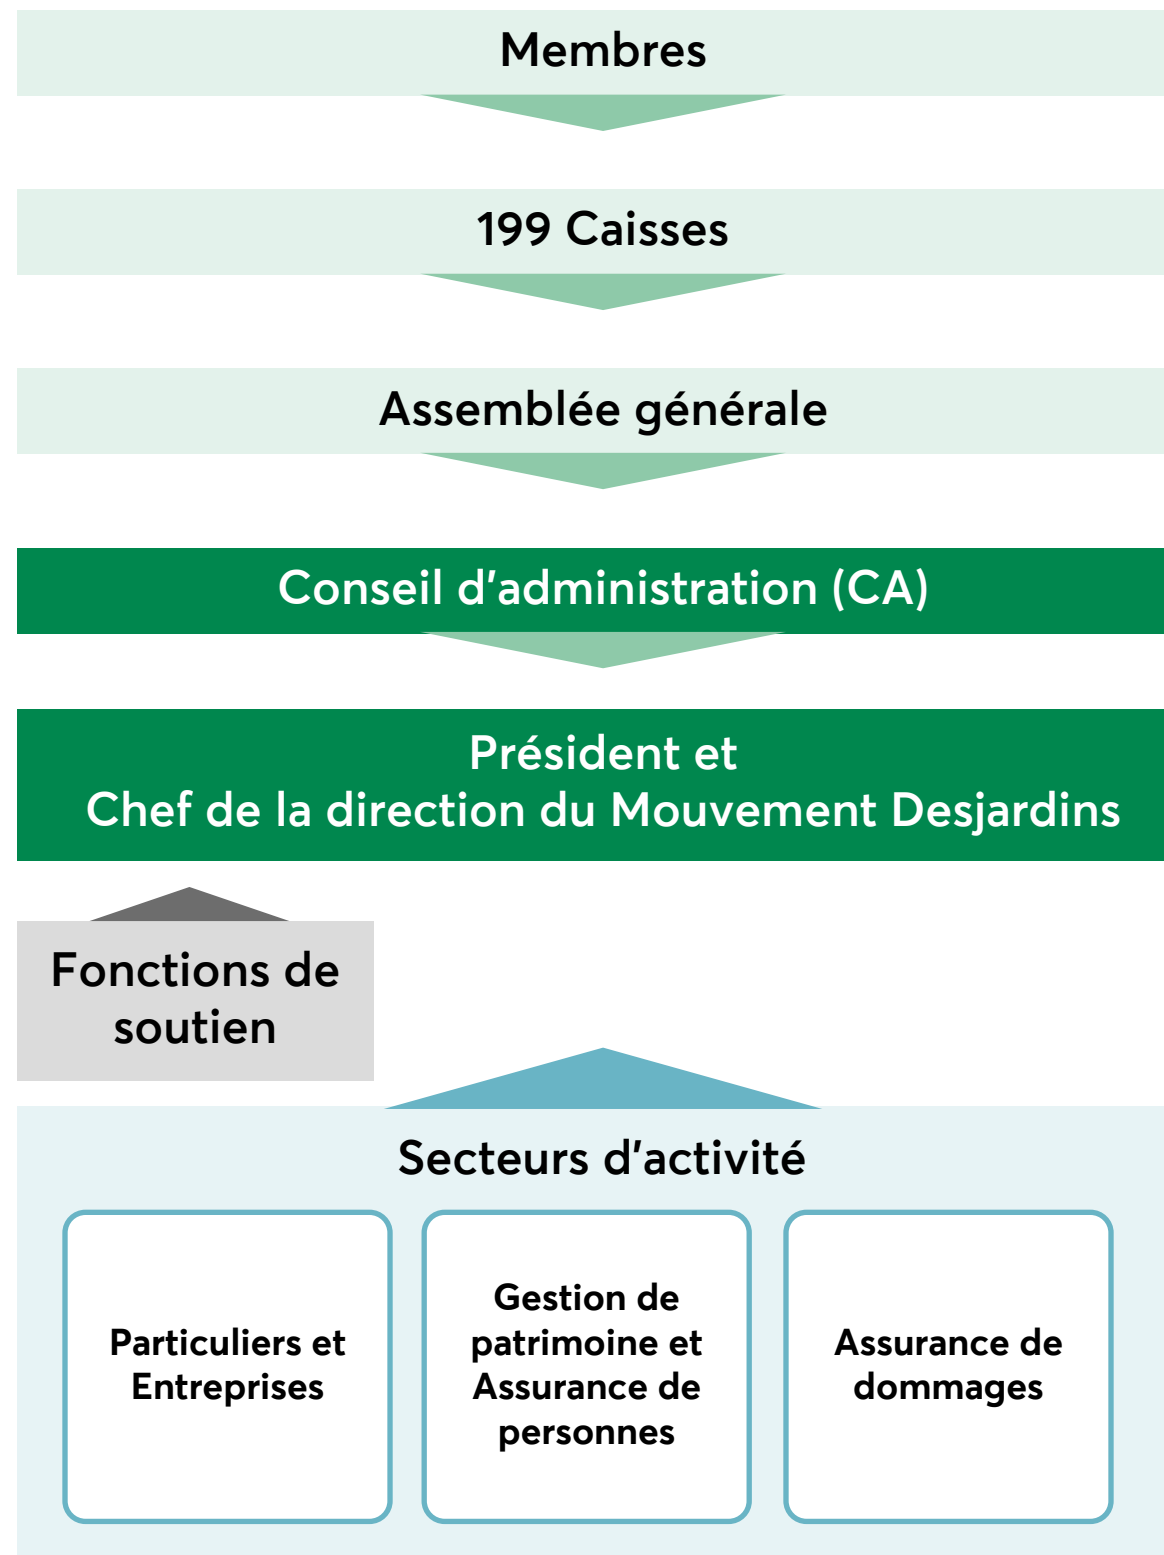 Membres
199 Caisses
Assemblée générale
Conseil d'administration (CA)
Président et
Chef de la direction du Mouvement Desjardins
Fonctions de
soutien
Secteurs d'activité
Particuliers et
Entreprises
Gestion de
patrimoine et
Assurance de
personnes
Assurance de
dommages